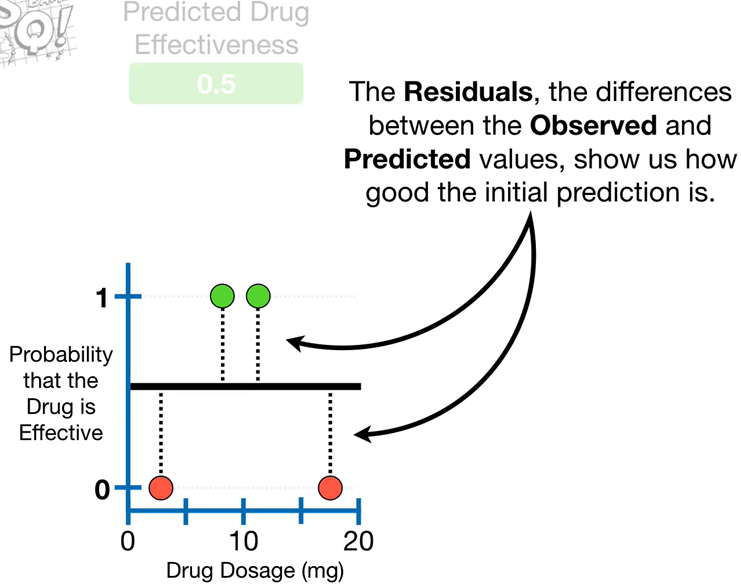 Predicted Drug
Effectiveness
0.5
The Residuals, the differences
between the Observed and
Predicted values, show us how
good the initial prediction is.
1
Probability
that the
Drug is
Effective
0
0
10
20
Drug Dosage (mg)